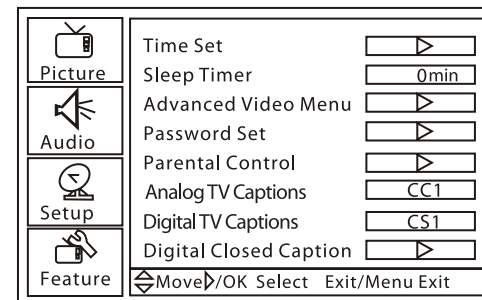 Picture
Audio
Setup
Feature
Time Set
Sleep Timer 0min
Advanced Video Menu
Password Set
Parental Control
Analog TV Captions CC1
Digital TV Captions CS1
Digital Closed Caption
Move /OK Select Exit/Menu Exit